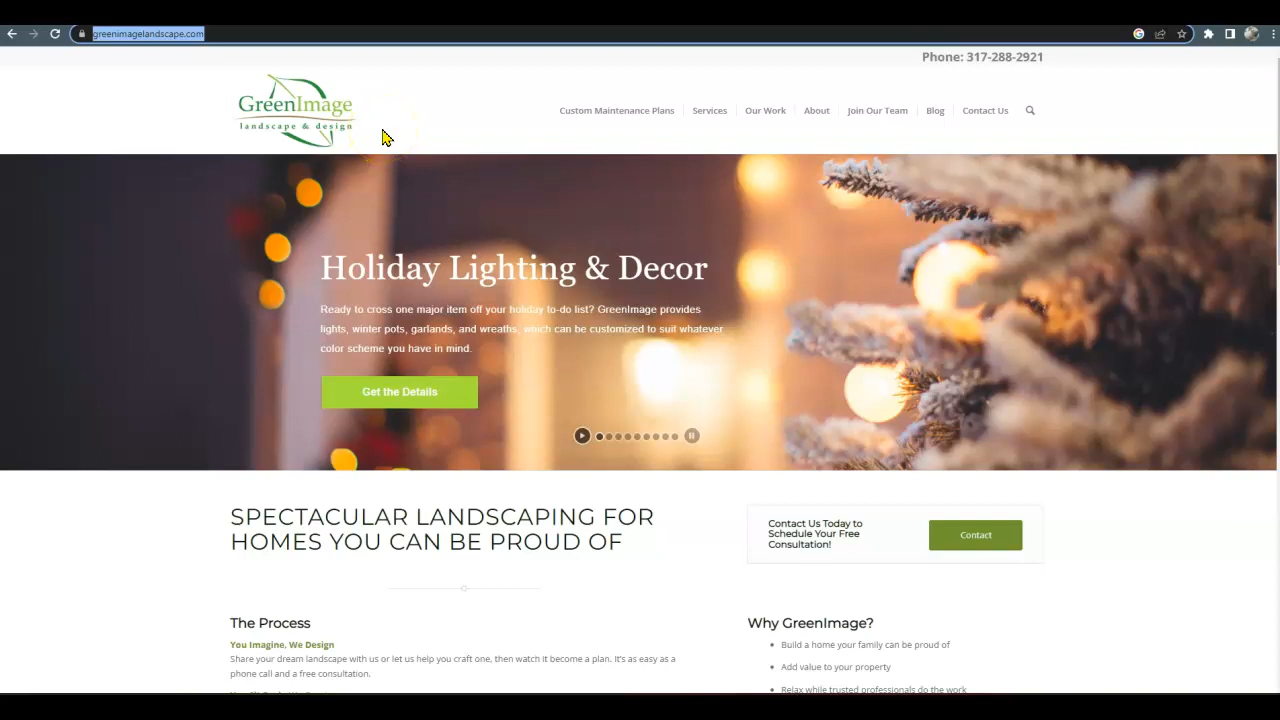 greenimagelandscape.com
Phone: 317-288-2921
GreenImage
landscape & design
Custom Maintenance Plans
Services
Our Work
About
Join Our Team
Blog
Contact Us
Holiday Lighting & Decor
Ready to cross one major item off your holiday to-do list? GreenImage provides
lights, winter pots, garlands, and wreaths, which can be customized to suit whatever
color scheme you have in mind.
Get the Details
SPECTACULAR LANDSCAPING FOR
HOMES YOU CAN BE PROUD OF
Contact Us Today to
Schedule Your Free
Consultation!
Contact
The Process
You Imagine, We Design
Share your dream landscape with us or let us help you craft one, then watch it become a plan. It's as easy as a
phone call and a free consultation.
Why GreenImage?
Build a home your family can be proud of
Add value to your property
Relax while trusted professionals do the work